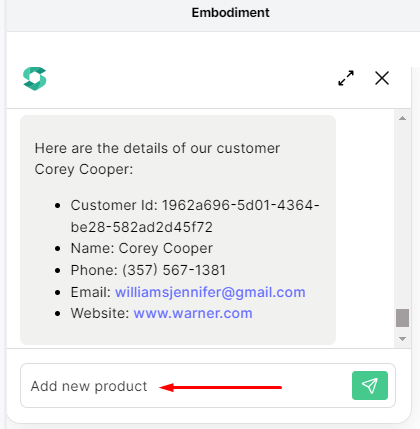 Embodiment
Here are the details of our customer
Corey Cooper:
• Customer Id: 1962a696-5d01-4364-
be28-582ad2d45f72
• Name: Corey Cooper
• Phone: (357) 567-1381
• Email: williamsjennifer@gmail.com
• Website: www.warner.com
Add new product